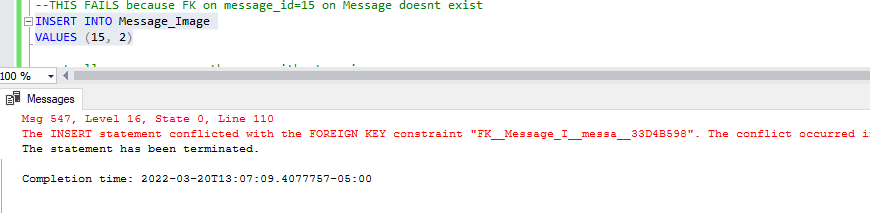 --THIS FAILS because FK on message_id=15 on Message doesnt exist
INSERT INTO Message_Image
VALUES (15, 2)
100 %
Messages
Msg 547, Level 16, State 0, Line 110
The INSERT statement conflicted with the FOREIGN KEY constraint "FK__Message_I__messa__33D4B598". The conflict occurred i
The statement has been terminated.
Completion time: 2022-03-20T13:07:09.4077757-05:00